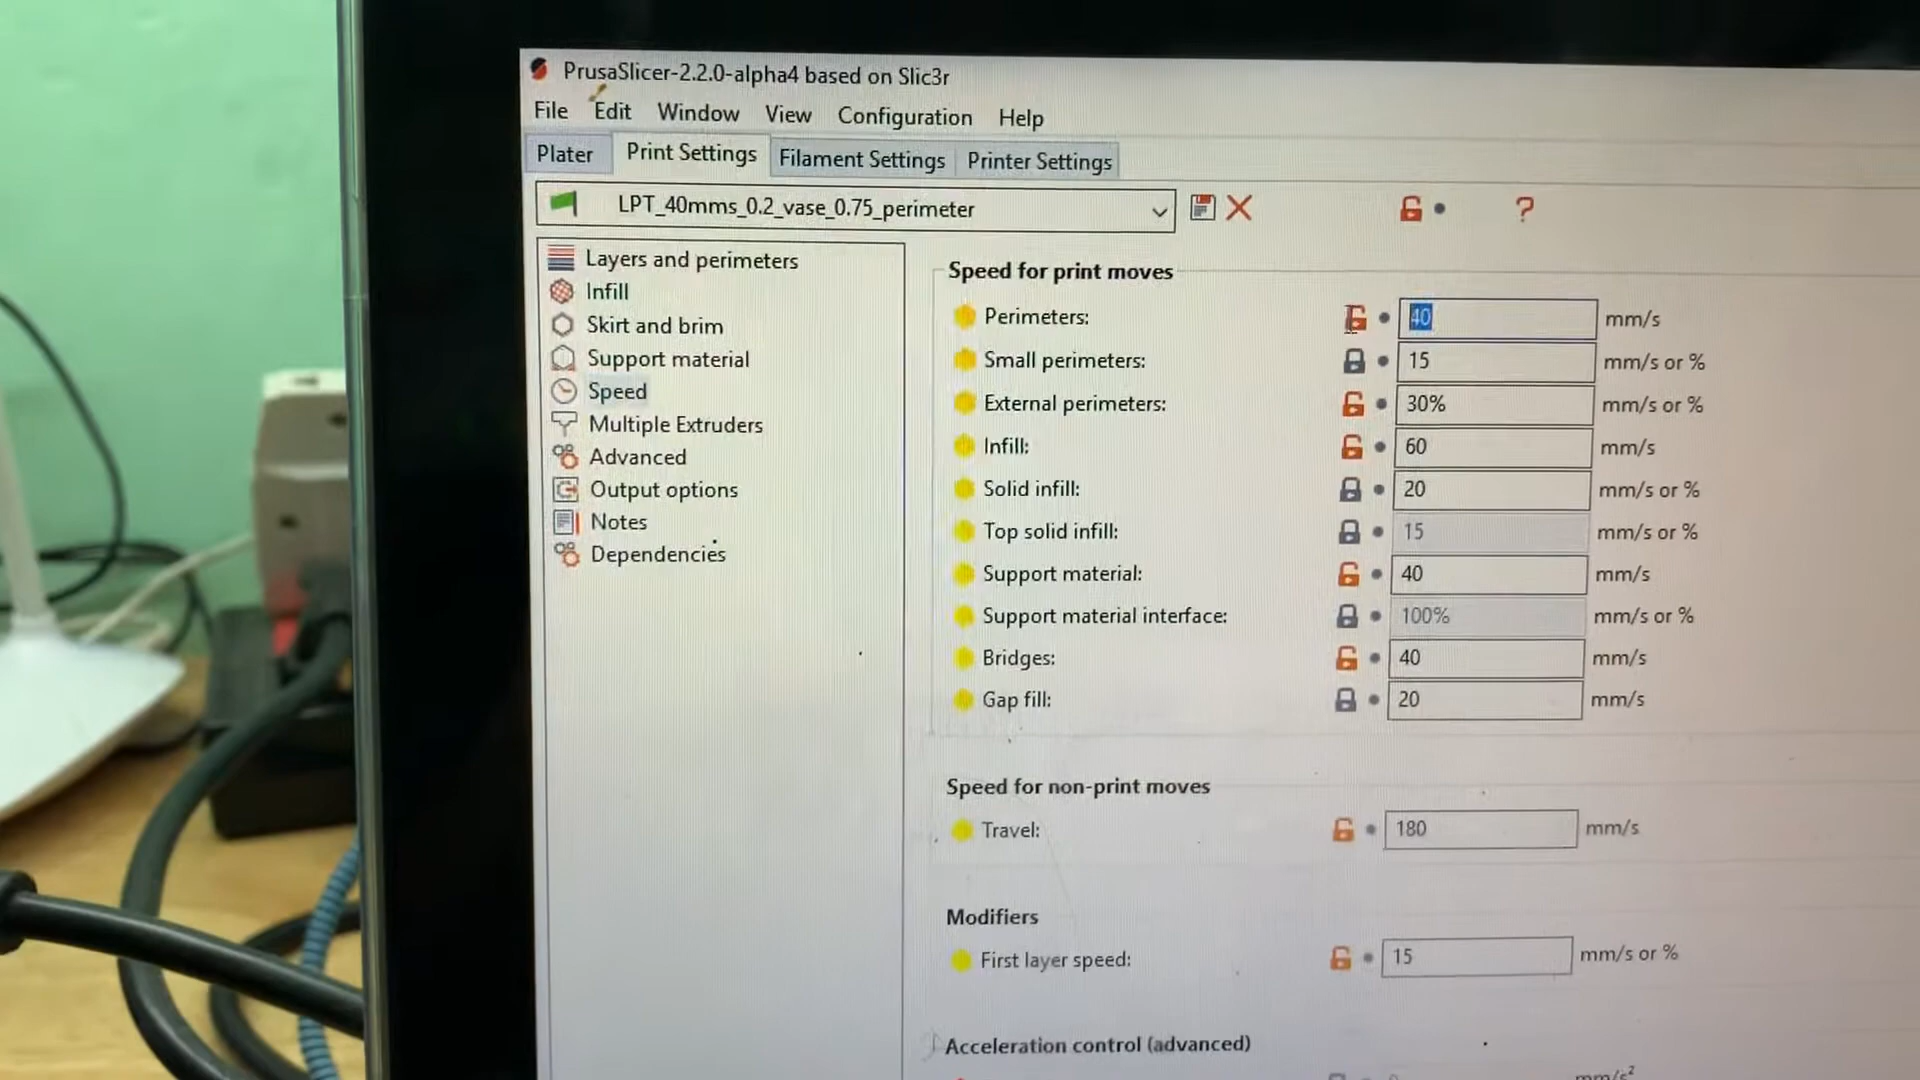 PrusaSlicer-2.2.0-alpha4 based on Slic3r
File Edit Window View Configuration Help
Plater Print Settings Filament Settings Printer Settings
LPT_40mms_0.2_vase_0.75_perimeter
?
Layers and perimeters
Infill
Skirt and brim
Support material
Speed
Multiple Extruders
Advanced
Output options
Notes
Dependencies
Speed for print moves
Perimeters: 40 mm/s
Small perimeters: 15 mm/s or %
External perimeters: 30% mm/s or %
Infill: 60 mm/s
Solid infill: 20 mm/s or %
Top solid infill: 15 mm/s or %
Support material: 40 mm/s
Support material interface: 100% mm/s or %
Bridges: 40 mm/s
Gap fill: 20 mm/s
Speed for non-print moves
Travel: 180 mm/s
Modifiers
First layer speed: 15 mm/s or %
Acceleration control (advanced)